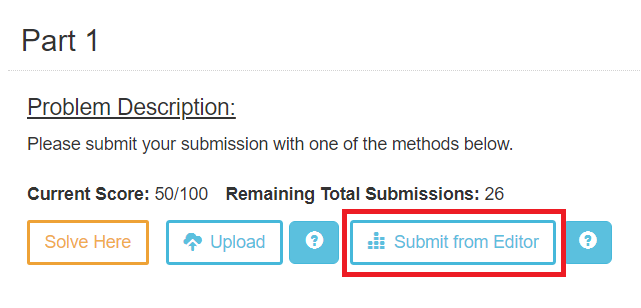 Part 1
Problem Description:
Please submit your submission with one of the methods below.
Current Score: 50/100 Remaining Total Submissions: 26
Solve Here Upload ? Submit from Editor ?